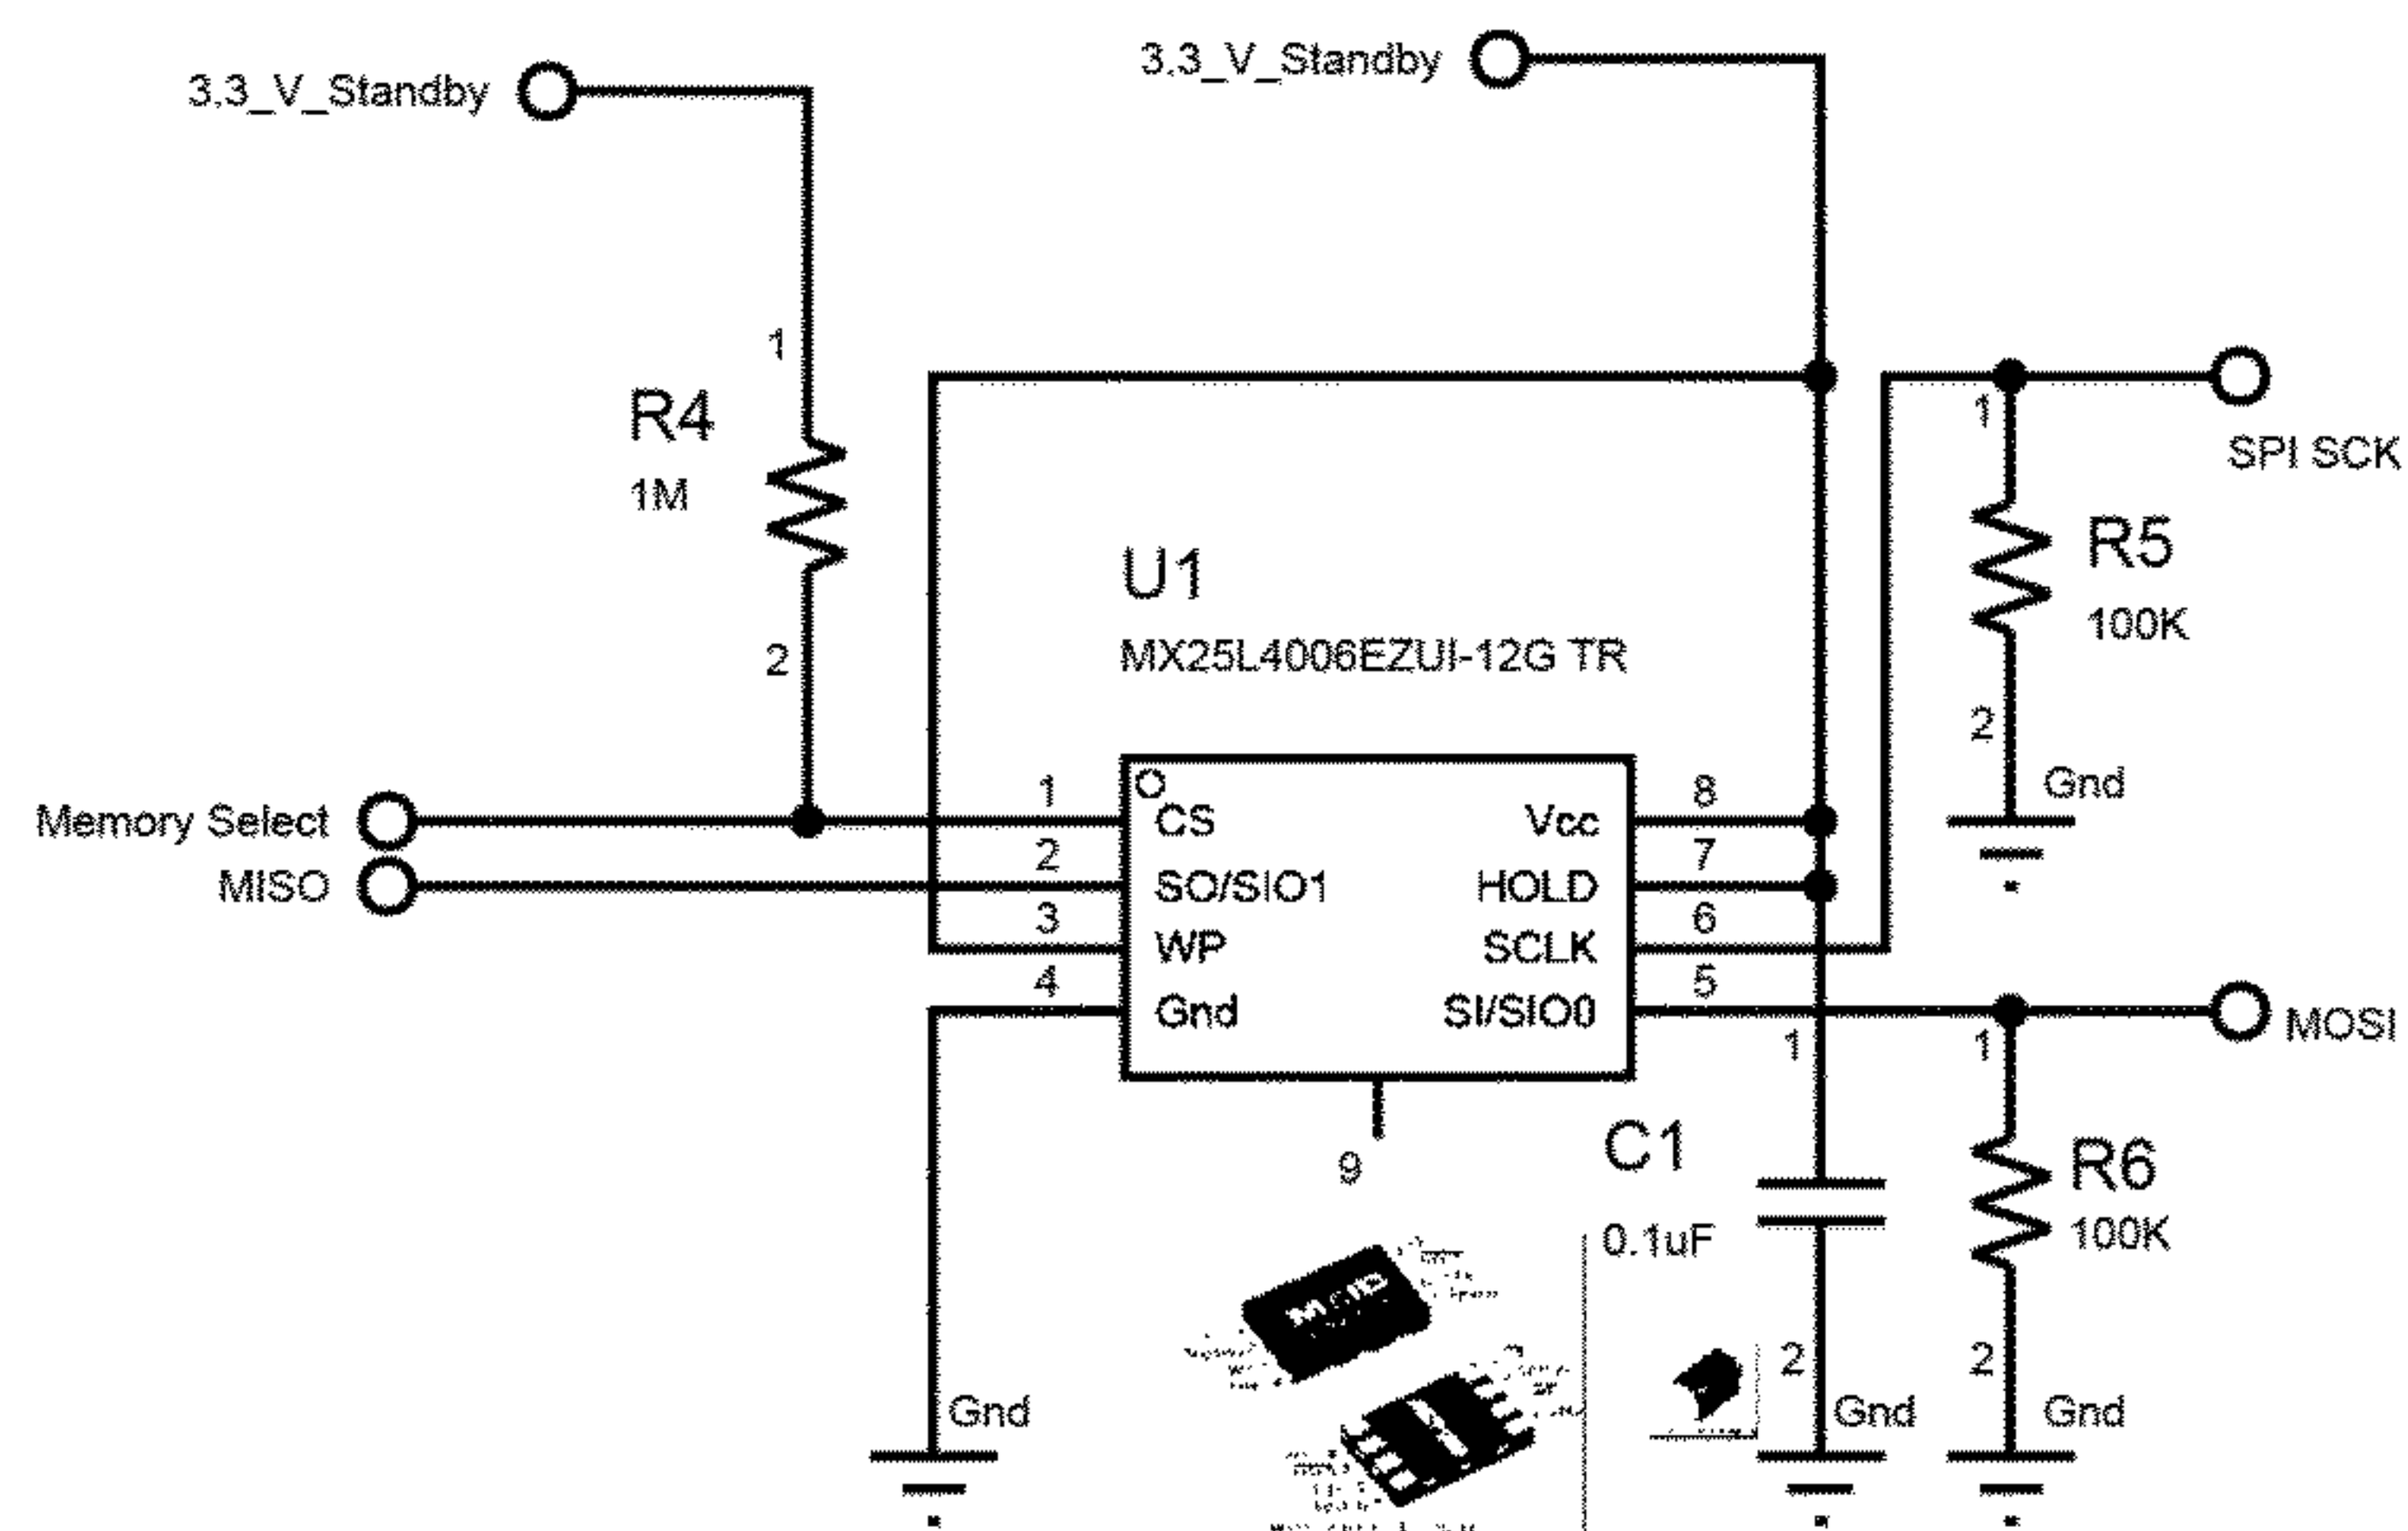 3,3_V_Standby
3,3_V_Standby
1
R4
1M
2
1
SPI SCK
R5
100K
2
Gnd
U1
MX25L4006EZUI-12G TR
Memory Select
MISO
1
2
3
4
CS
SO/SIO1
WP
Gnd
Vcc
HOLD
SCLK
SI/SIO0
8
7
6
5
9
MOSI
1
1
C1
0.1uF
R6
100K
2
2
Gnd
Gnd
Gnd